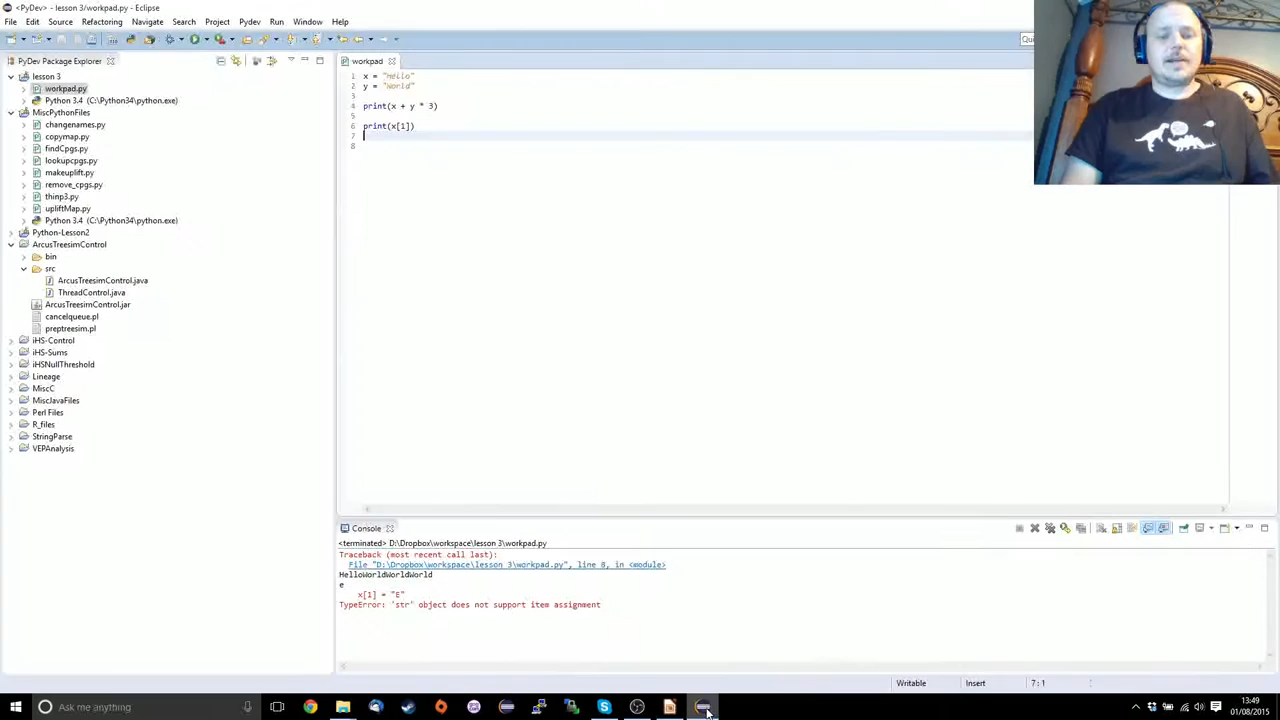 <PyDev> - lesson 3/workpad.py - Eclipse
File Edit Source Refactoring Navigate Search Project Pydev Run Window Help
PyDev Package Explorer
lesson 3
workpad.py
Python 3.4 (C:\Python34\python.exe)
MiscPythonFiles
changenames.py
copymap.py
findCpgs.py
lookupcpgs.py
makeuplift.py
remove_cpgs.py
thinp3.py
upliftMap.py
Python 3.4 (C:\Python34\python.exe)
Python-Lesson2
ArcusTreesimControl
bin
src
ArcusTreesimControl.java
ThreadControl.java
ArcusTreesimControl.jar
cancelqueue.pl
preptreesim.pl
iHS-Control
iHS-Sums
iHSNullThreshold
Lineage
MiscC
MiscJavaFiles
Perl Files
R_files
StringParse
VEPAnalysis
workpad
1 x = "Hello"
2 y = "World"
3
4 print(x + y * 3)
5
6 print(x[1])
7
8
Console
<terminated> D:\Dropbox\workspace\lesson 3\workpad.py
Traceback (most recent call last):
File "D:\Dropbox\workspace\lesson 3\workpad.py", line 8, in <module>
HelloWorldWorldWorld
e
x[1] = "E"
TypeError: 'str' object does not support item assignment
Writable Insert 7 : 1
Ask me anything
13:49
01/08/2015